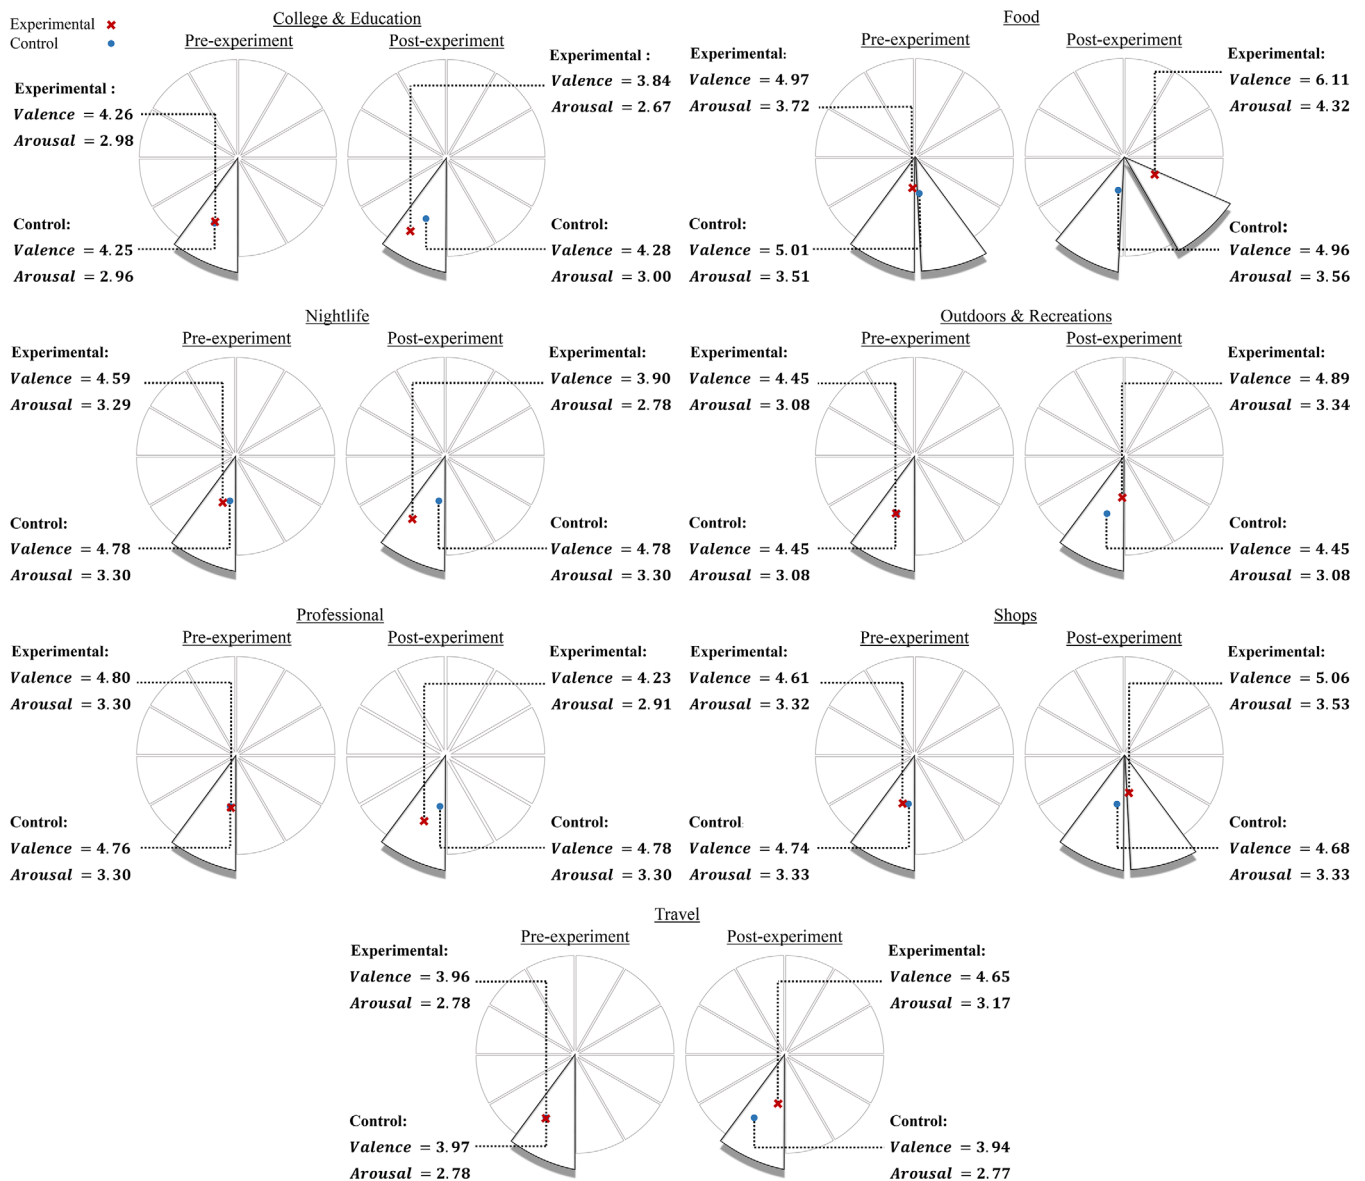 Experimental
Control
College & Education
Pre-experiment
Post-experiment
Experimental :
Valence = 4.26
Arousal = 2.98
Control:
Valence = 4.25
Arousal = 2.96
Experimental :
Valence = 3.84
Arousal = 2.67
Control:
Valence = 4.28
Arousal = 3.00
Food
Pre-experiment
Post-experiment
Experimental:
Valence = 4.97
Arousal = 3.72
Control:
Valence = 5.01
Arousal = 3.51
Experimental:
Valence = 6.11
Arousal = 4.32
Control:
Valence = 4.96
Arousal = 3.56
Nightlife
Pre-experiment
Post-experiment
Experimental:
Valence = 4.59
Arousal = 3.29
Control:
Valence = 4.78
Arousal = 3.30
Experimental:
Valence = 3.90
Arousal = 2.78
Control:
Valence = 4.78
Arousal = 3.30
Outdoors & Recreations
Pre-experiment
Post-experiment
Experimental:
Valence = 4.45
Arousal = 3.08
Control:
Valence = 4.45
Arousal = 3.08
Experimental:
Valence = 4.89
Arousal = 3.34
Control:
Valence = 4.45
Arousal = 3.08
Professional
Pre-experiment
Post-experiment
Experimental:
Valence = 4.80
Arousal = 3.30
Control:
Valence = 4.76
Arousal = 3.30
Experimental:
Valence = 4.23
Arousal = 2.91
Control:
Valence = 4.78
Arousal = 3.30
Shops
Pre-experiment
Post-experiment
Experimental:
Valence = 4.61
Arousal = 3.32
Control:
Valence = 4.74
Arousal = 3.33
Experimental:
Valence = 5.06
Arousal = 3.53
Control:
Valence = 4.68
Arousal = 3.33
Travel
Pre-experiment
Post-experiment
Experimental:
Valence = 3.96
Arousal = 2.78
Control:
Valence = 3.97
Arousal = 2.78
Experimental:
Valence = 4.65
Arousal = 3.17
Control:
Valence = 3.94
Arousal = 2.77